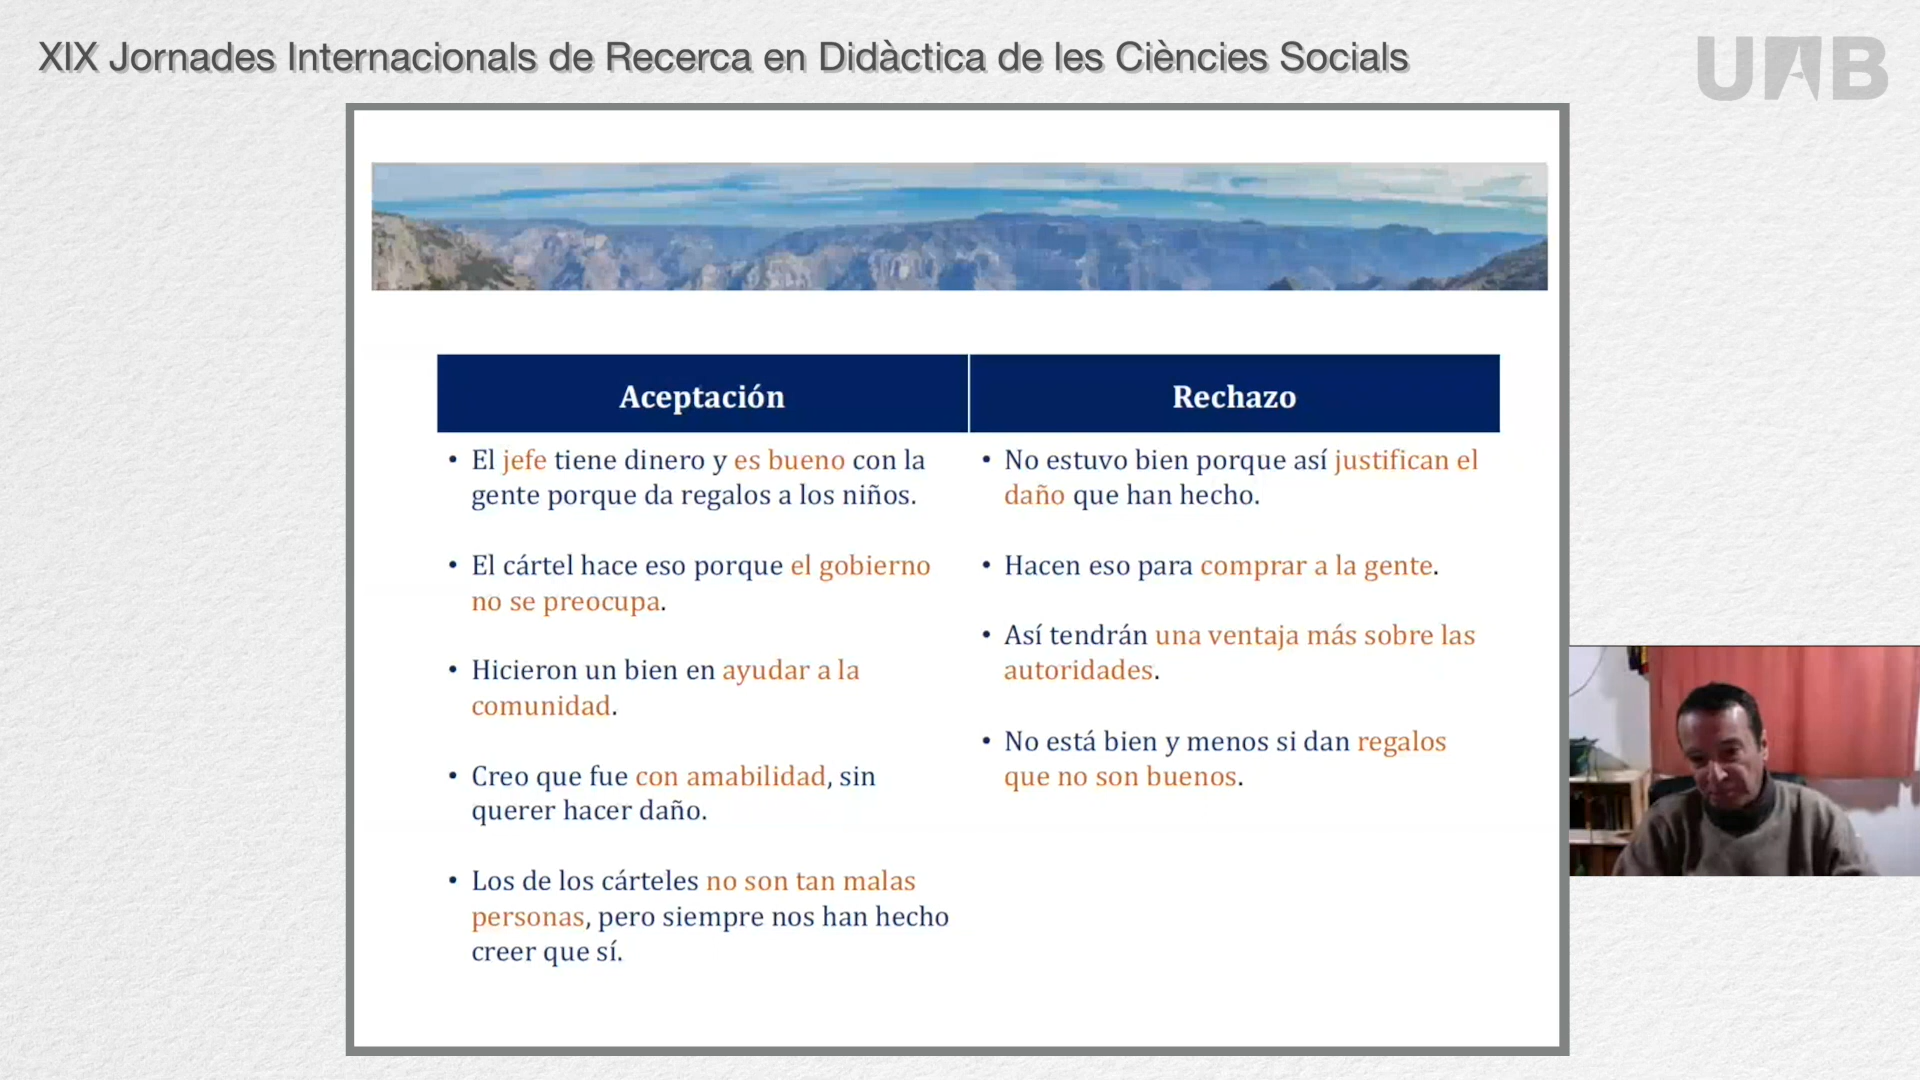 XIX Jornades Internacionals de Recerca en Didàctica de les Ciències Socials
UAB
Aceptación
Rechazo
• El jefe tiene dinero y es bueno con la
gente porque da regalos a los niños.
• El cártel hace eso porque el gobierno
no se preocupa.
• Hicieron un bien en ayudar a la
comunidad.
• Creo que fue con amabilidad, sin
querer hacer daño.
• Los de los cárteles no son tan malas
personas, pero siempre nos han hecho
creer que sí.
• No estuvo bien porque así justifican el
daño que han hecho.
• Hacen eso para comprar a la gente.
• Así tendrán una ventaja más sobre las
autoridades.
• No está bien y menos si dan regalos
que no son buenos.